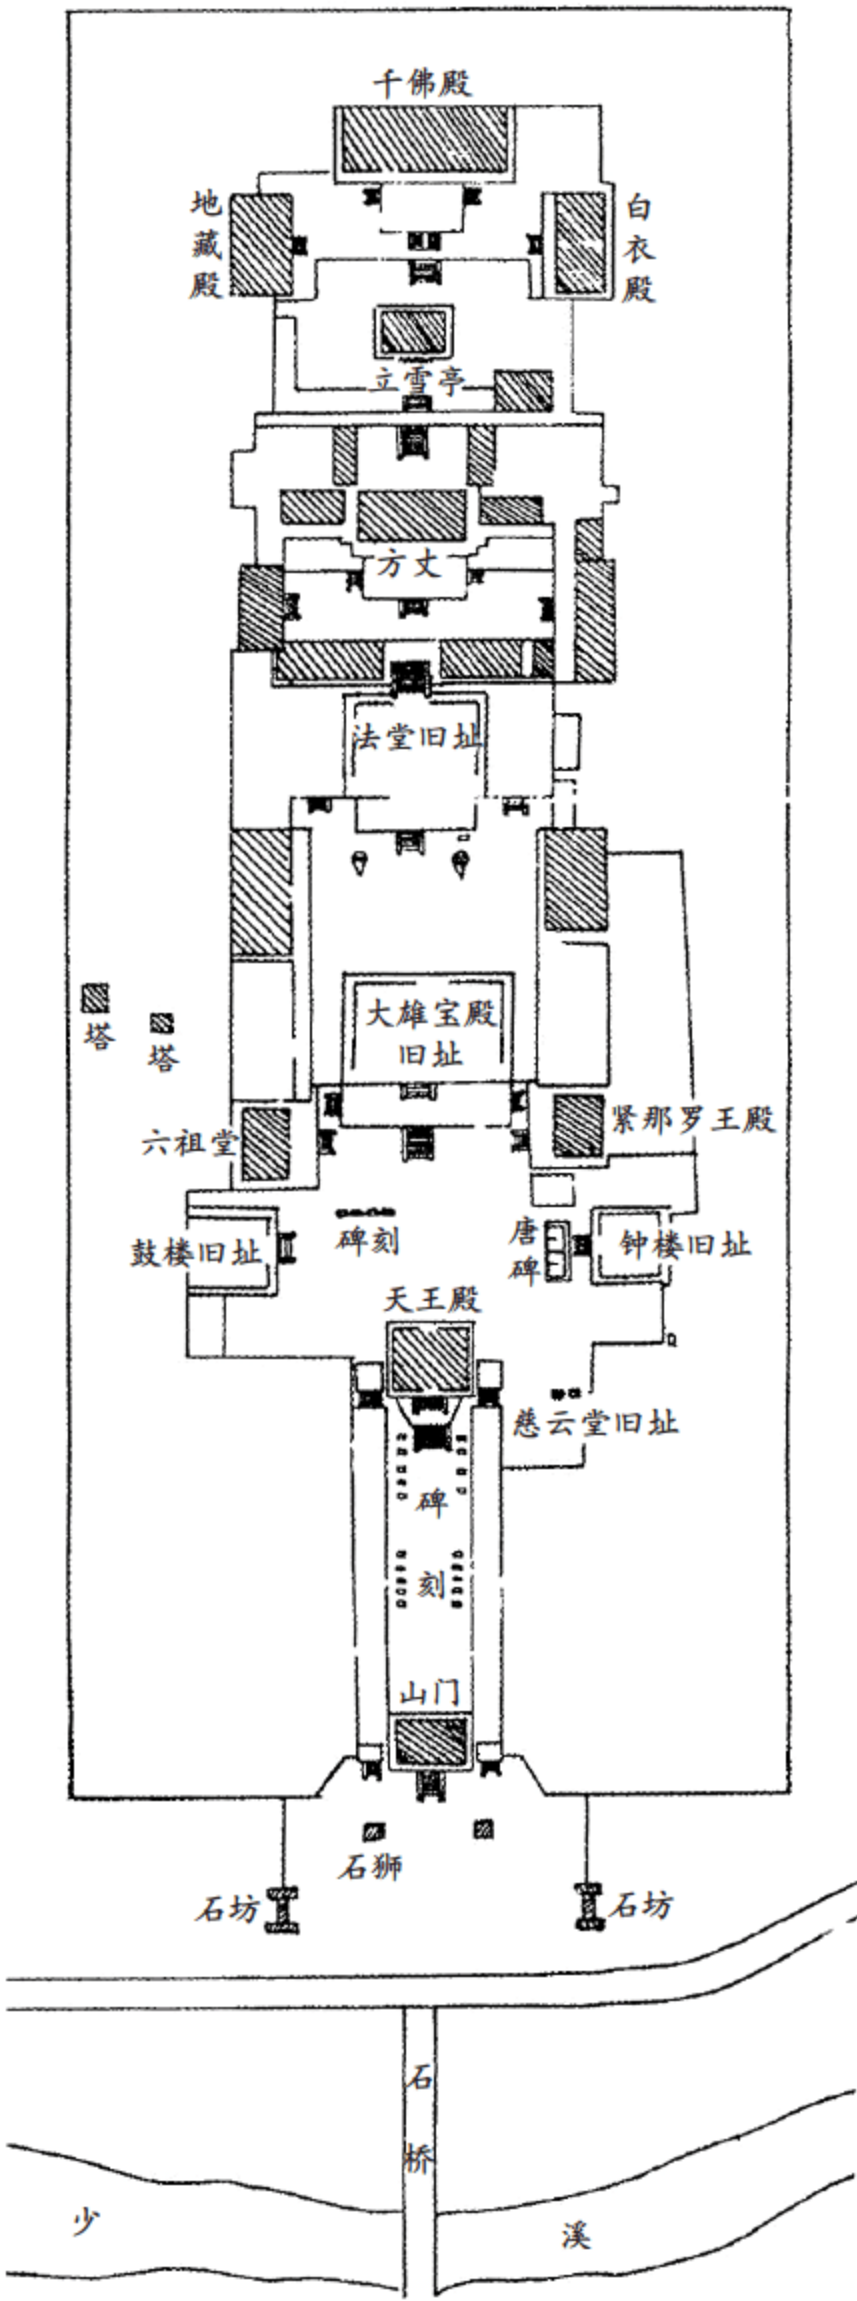 千佛殿
地藏殿
白衣殿
立雪亭
方丈
法堂旧址
大雄宝殿
旧址
塔
塔
六祖堂
紧那罗王殿
鼓楼旧址
碑刻
唐碑
钟楼旧址
天王殿
慈云堂旧址
碑刻
山门
石狮
石坊
石坊
石桥
少溪